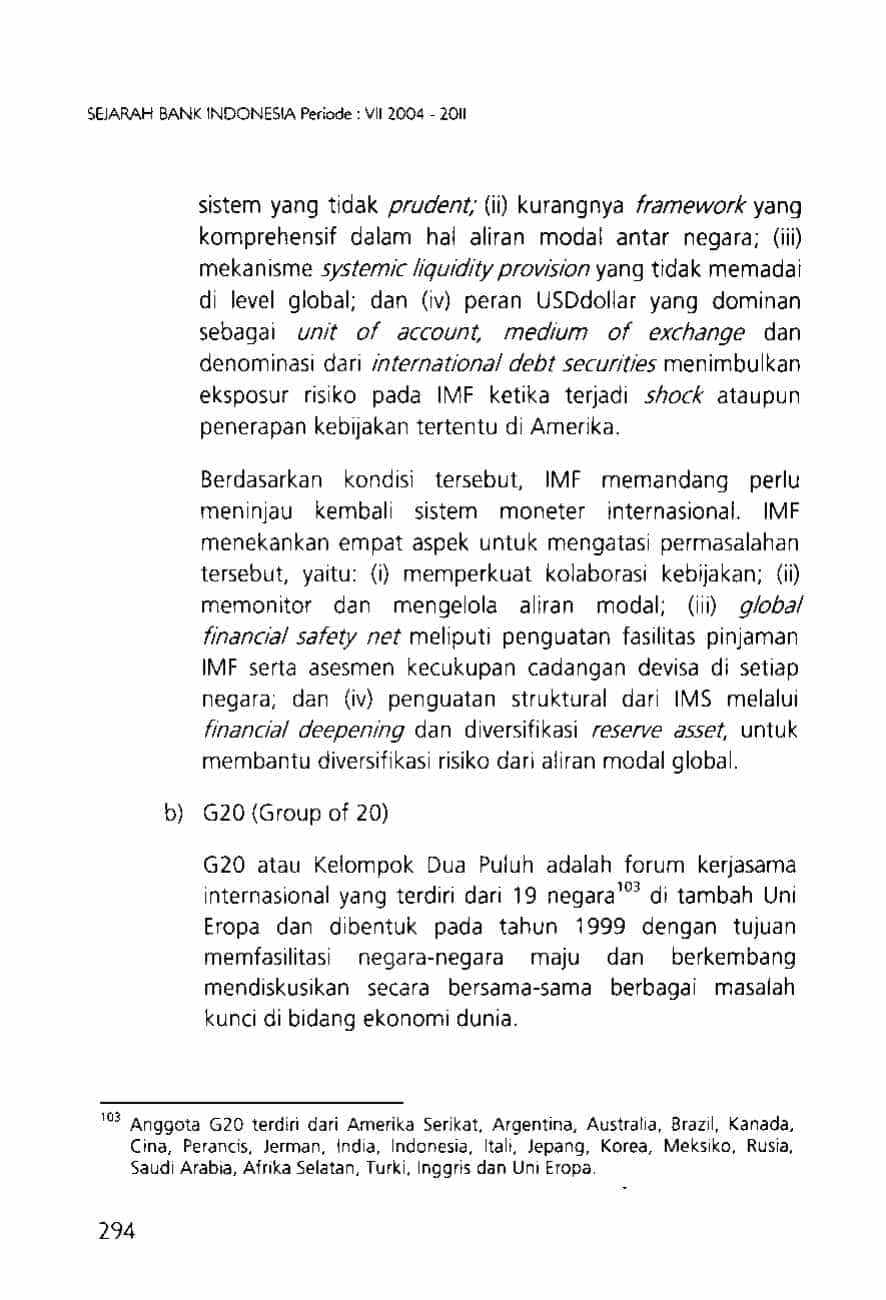 SEJARAH BANK INDONESIA Periode : VII 2004 - 2011
sistem yang tidak prudent; (ii) kurangnya framework yang
komprehensif dalam hal aliran modal antar negara; (iii)
mekanisme systemic liquidity provision yang tidak memadai
di level global; dan (iv) peran USDdollar yang dominan
sebagai unit of account, medium of exchange dan
denominasi dari international debt securities menimbulkan
eksposur risiko pada IMF ketika terjadi shock ataupun
penerapan kebijakan tertentu di Amerika.
Berdasarkan kondisi tersebut, IMF memandang perlu
meninjau kembali sistem moneter internasional. IMF
menekankan empat aspek untuk mengatasi permasalahan
tersebut, yaitu: (i) memperkuat kolaborasi kebijakan; (ii)
memonitor dan mengelola aliran modal; (iii) global
financial safety net meliputi penguatan fasilitas pinjaman
IMF serta asesmen kecukupan cadangan devisa di setiap
negara; dan (iv) penguatan struktural dari IMS melalui
financial deepening dan diversifikasi reserve asset, untuk
membantu diversifikasi risiko dari aliran modal global.
b) G20 (Group of 20)
G20 atau Kelompok Dua Puluh adalah forum kerjasama
internasional yang terdiri dari 19 negara103 di tambah Uni
Eropa dan dibentuk pada tahun 1999 dengan tujuan
memfasilitasi negara-negara maju dan berkembang
mendiskusikan secara bersama-sama berbagai masalah
kunci di bidang ekonomi dunia.
103 Anggota G20 terdiri dari Amerika Serikat, Argentina, Australia, Brazil, Kanada,
Cina, Perancis, Jerman, India, Indonesia, Itali, Jepang, Korea, Meksiko, Rusia,
Saudi Arabia, Afrika Selatan, Turki, Inggris dan Uni Eropa.
294